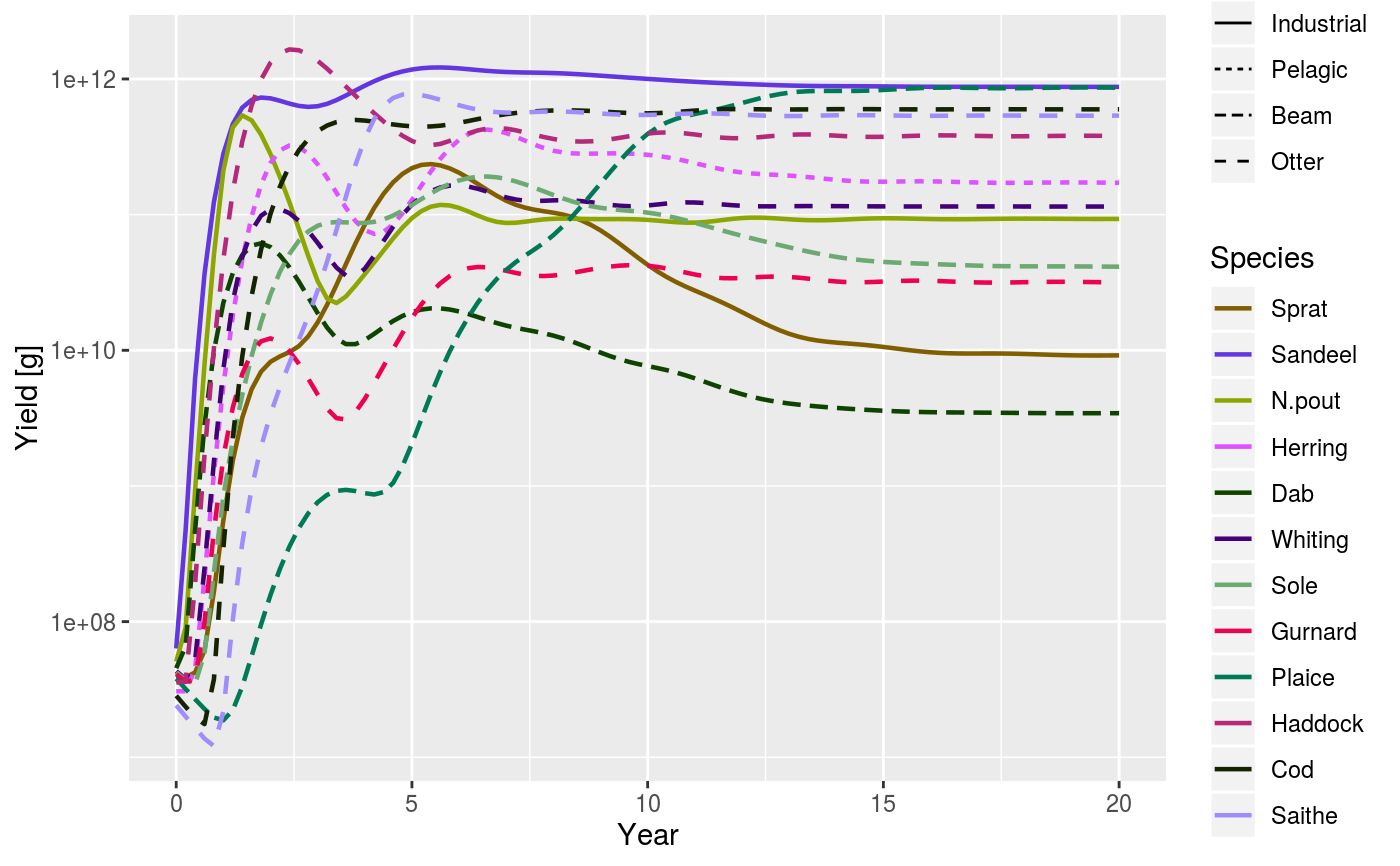 1e+12
1e+10
1e+08
Yield [g]
0
5
10
15
20
Year
Industrial
Pelagic
Beam
Otter
Species
Sprat
Sandeel
N.pout
Herring
Dab
Whiting
Sole
Gurnard
Plaice
Haddock
Cod
Saithe